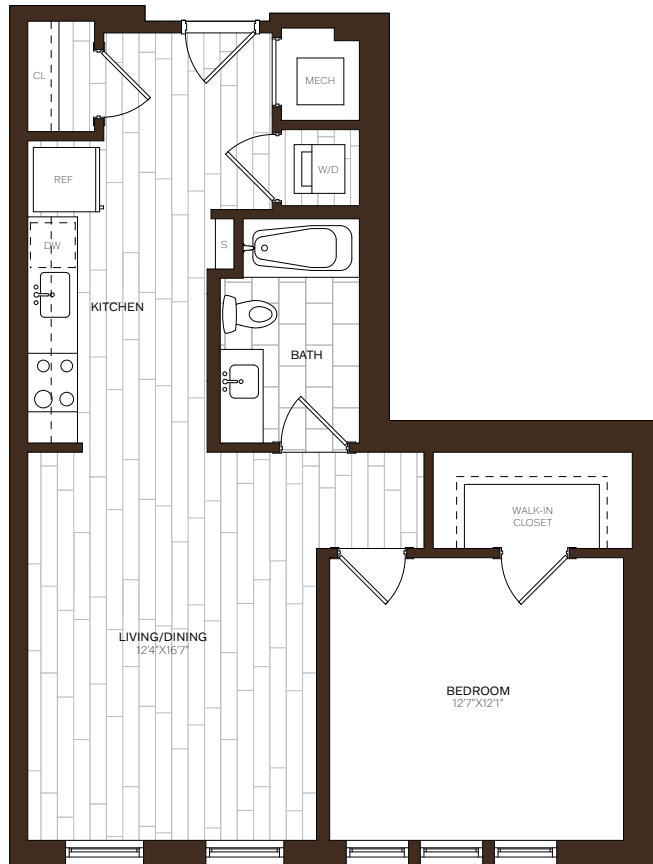 CL
MECH
REF
W/D
DW
S
KITCHEN
BATH
WALK-IN
CLOSET
LIVING/DINING
12'4"X16'7"
BEDROOM
12'7"X12'1"